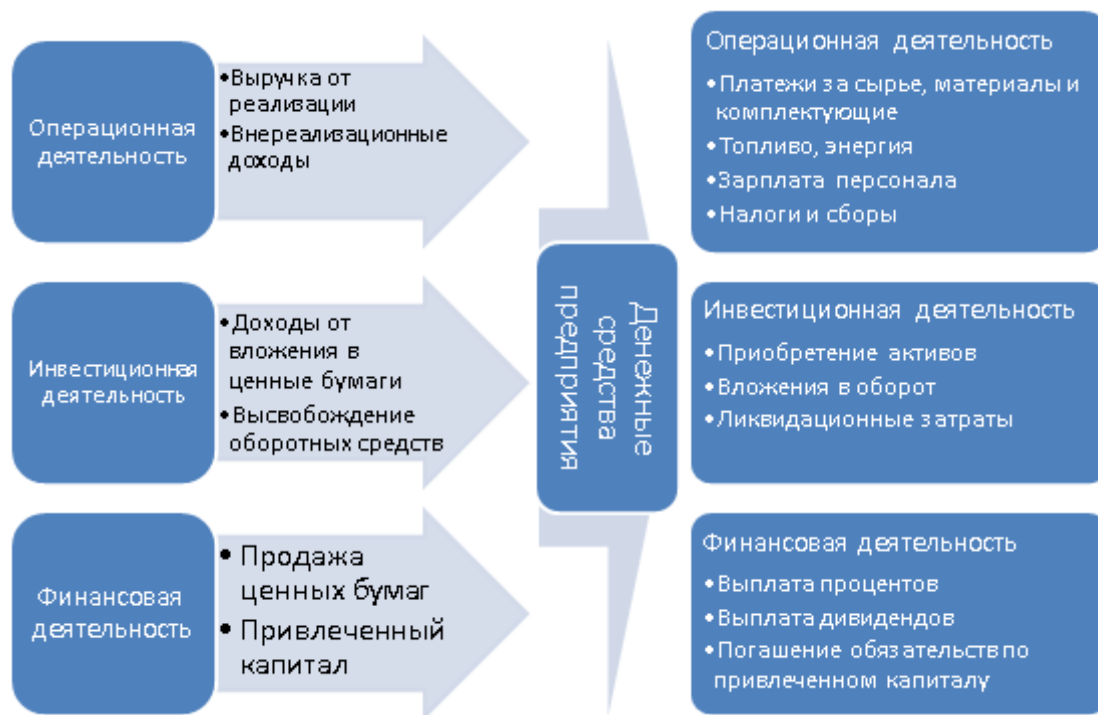 Операционная
деятельность
•Выручка от
реализации
•Внереализационные
доходы
Инвестиционная
деятельность
•Доходы от
вложения в
ценные бумаги
•Высвобождение
оборотных средств
Финансовая
деятельность
• Продажа
ценных бумаг
• Привлеченный
капитал
Денежные
средства
предприятия
Операционная деятельность
•Платежи за сырье, материалы и
комплектующие
•Топливо, энергия
•Зарплата персонала
•Налоги и сборы
Инвестиционная деятельность
•Приобретение активов
•Вложения в оборот
•Ликвидационные затраты
Финансовая деятельность
•Выплата процентов
•Выплата дивидендов
•Погашение обязательств по
привлеченном капиталу